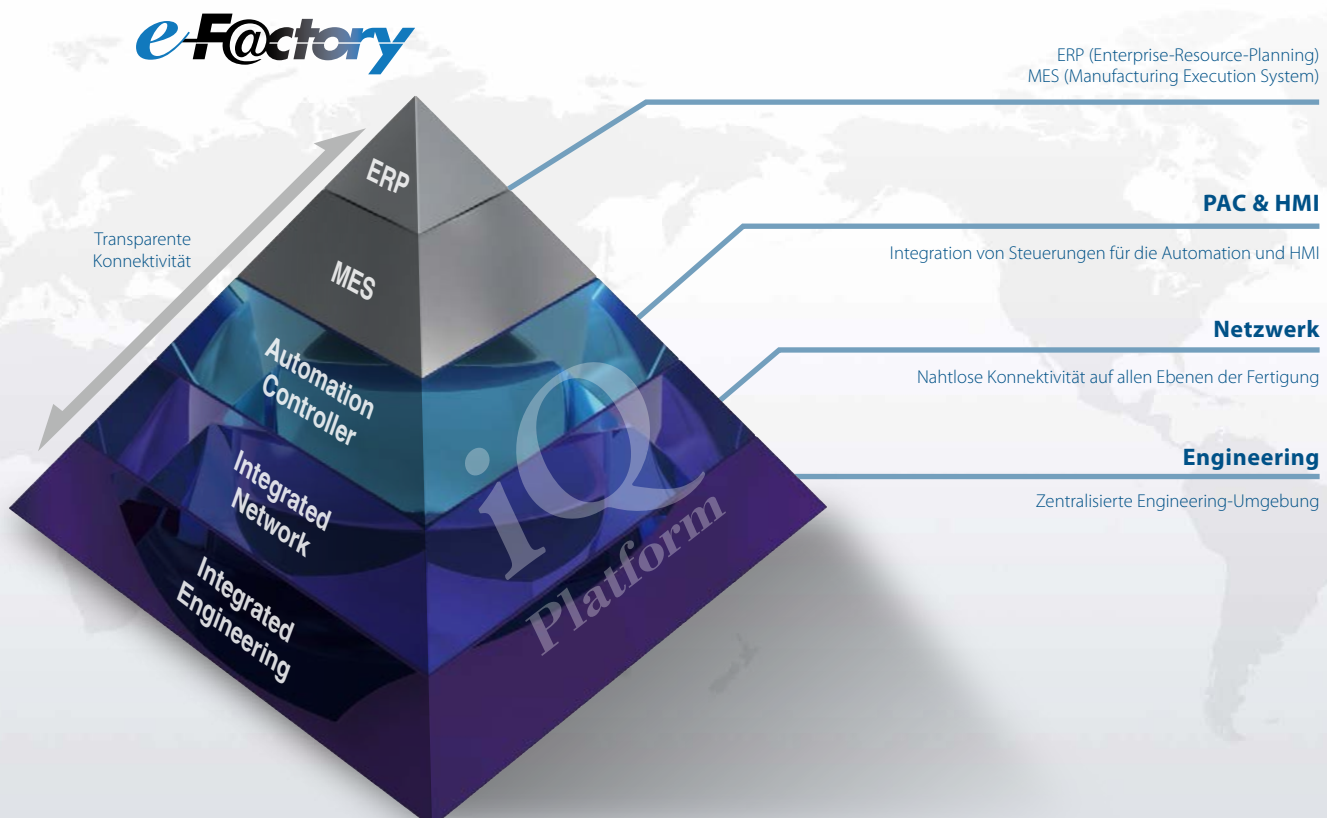 e-F@ctory
ERP (Enterprise-Resource-Planning)
MES (Manufacturing Execution System)
PAC & HMI
Integration von Steuerungen für die Automation und HMI
Netzwerk
Nahtlose Konnektivität auf allen Ebenen der Fertigung
Engineering
Zentralisierte Engineering-Umgebung
Transparente
Konnektivität
ERP
MES
Automation
Controller
Integrated
Network
Integrated
Engineering
iQ
Platform